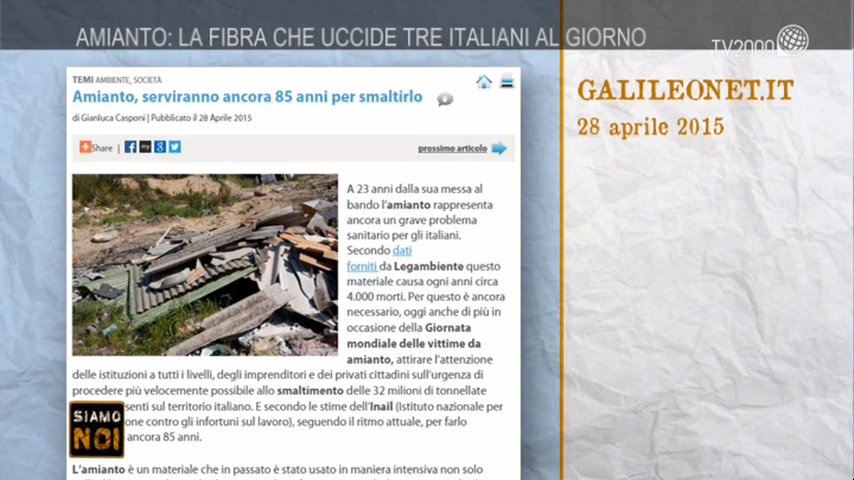 AMIANTO: LA FIBRA CHE UCCIDE TRE ITALIANI AL GIORNO
TV2000
TEMI AMBIENTE, SOCIETÀ
Amianto, serviranno ancora 85 anni per smaltirlo
0
di Gianluca Casponi | Pubblicato il 28 Aprile 2015
Share |
my
prossimo articolo
A 23 anni dalla sua messa al
bando l'amianto rappresenta
ancora un grave problema
sanitario per gli italiani.
Secondo dati
forniti da Legambiente questo
materiale causa ogni anni circa
4.000 morti. Per questo è ancora
necessario, oggi anche di più in
occasione della Giornata
mondiale delle vittime da
amianto, attirare l'attenzione
delle istituzioni a tutti i livelli, degli imprenditori e dei privati cittadini sull'urgenza di
procedere più velocemente possibile allo smaltimento delle 32 milioni di tonnellate
senti sul territorio italiano. E secondo le stime dell'Inail (Istituto nazionale per
one contro gli infortuni sul lavoro), seguendo il ritmo attuale, per farlo
ancora 85 anni.
L'amianto è un materiale che in passato è stato usato in maniera intensiva non solo
SIAMO
NOI
GALILEONET.IT
28 aprile 2015